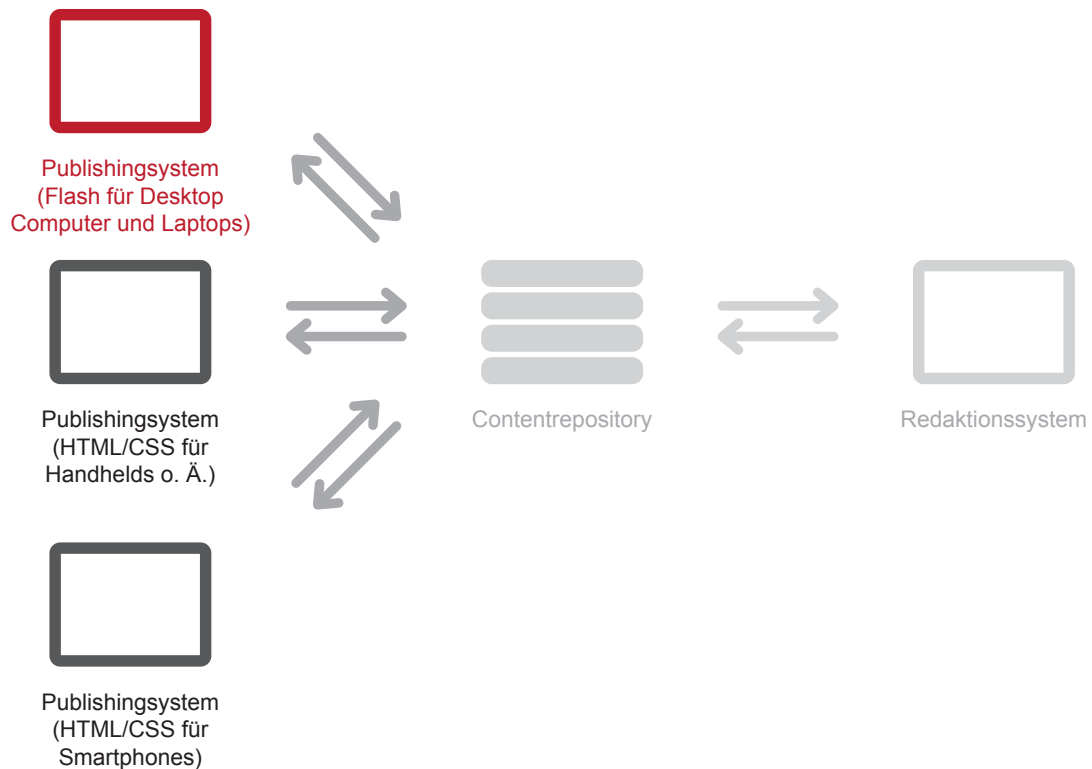 Publishingsystem
(Flash für Desktop
Computer und Laptops)
Publishingsystem
(HTML/CSS für
Handhelds o. Ä.)
Contentrepository
Redaktionssystem
Publishingsystem
(HTML/CSS für
Smartphones)